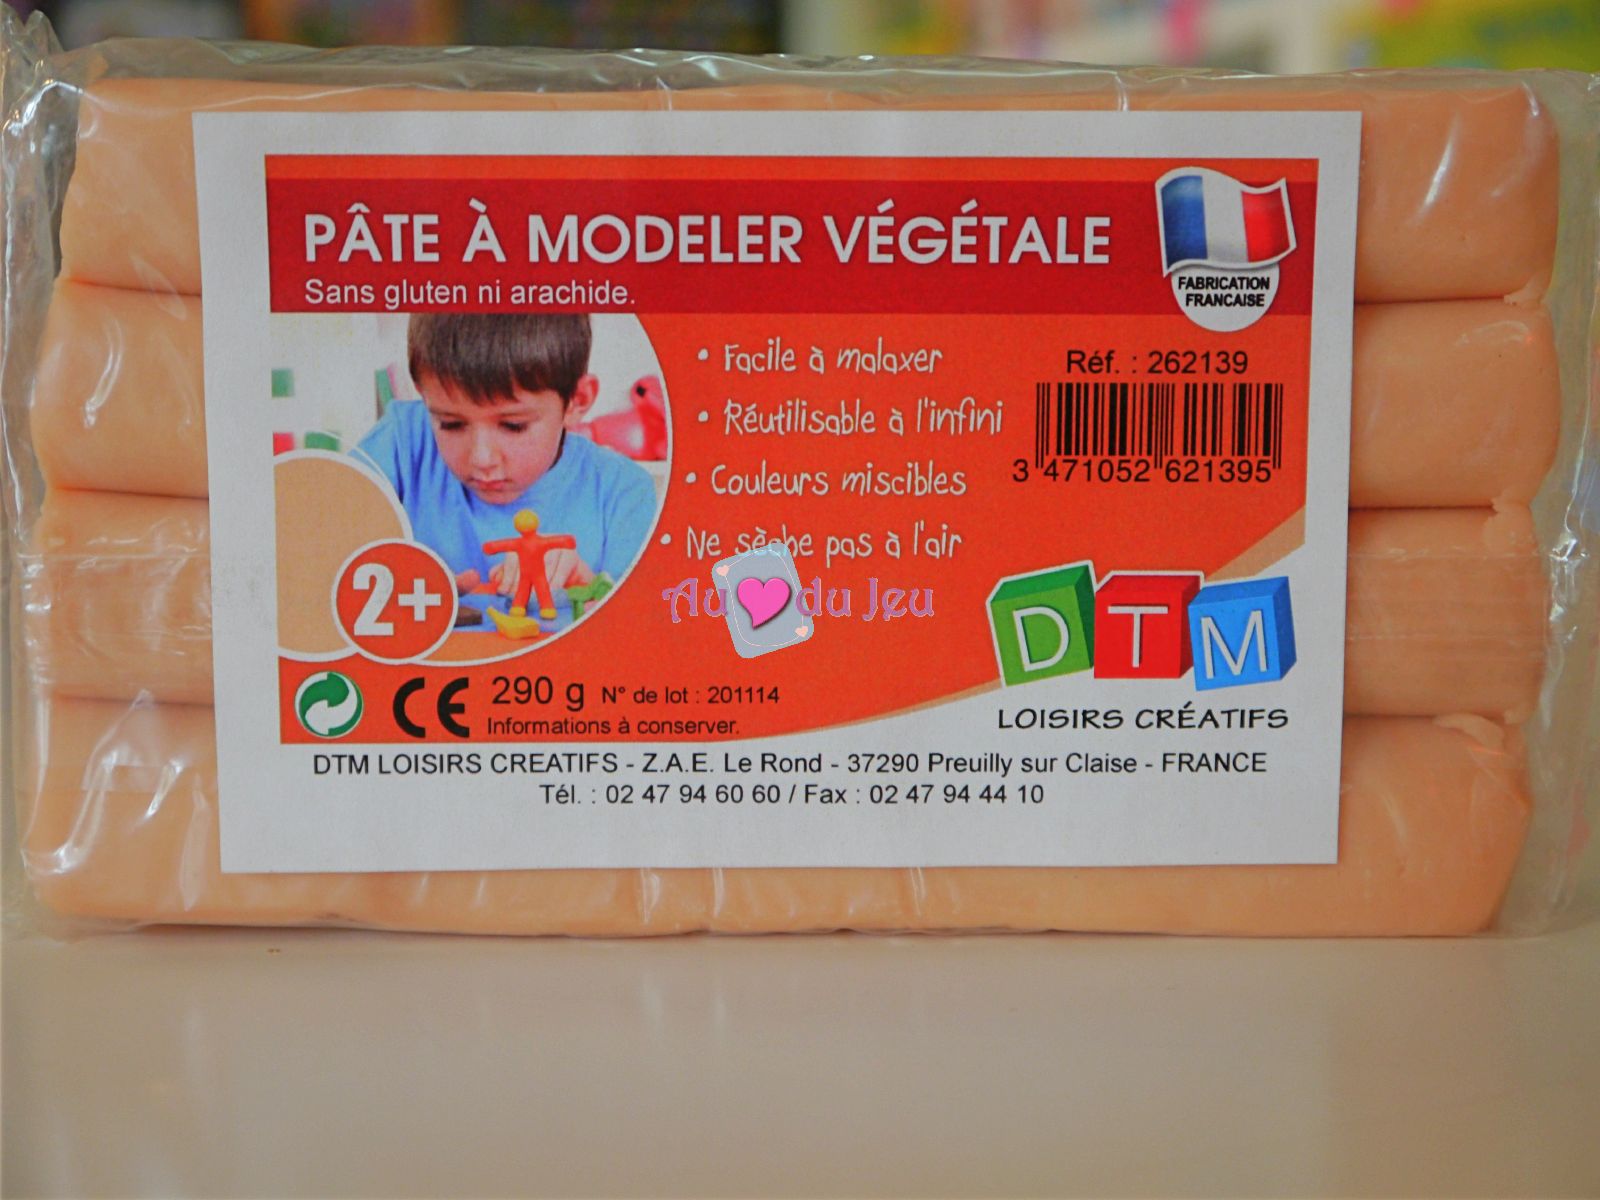 PÂTE À MODELER VÉGÉTALE
Sans gluten ni arachide.
FABRICATION
FRANCAISE
• Facile à malaxer
• Réutilisable à l'infini
• Couleurs miscibles
• Ne sèche pas à l'air
Réf. : 262139
3 471052 621395
Au du Jeu
2+
DTM
LOISIRS CRÉATIFS
CE 290 g N° de lot : 201114
Informations à conserver.
DTM LOISIRS CREATIFS - Z.A.E. Le Rond - 37290 Preuilly sur Claise - FRANCE
Tél. : 02 47 94 60 60 / Fax : 02 47 94 44 10